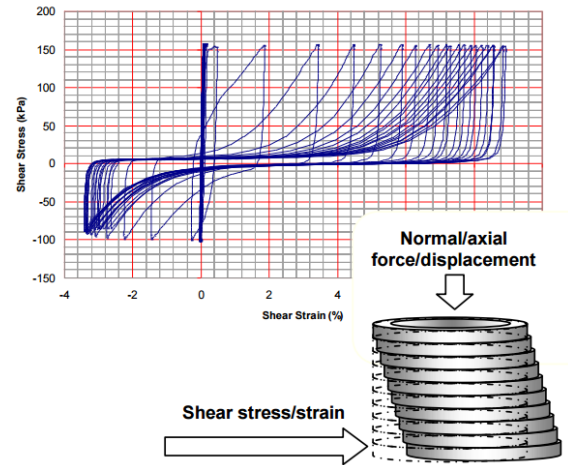 200
150
100
50
0
-50
-100
-150
Shear Stress (kPa)
-4
-2
0
2
4
Shear Strain (%)
Normal/axial
force/displacement
Shear stress/strain